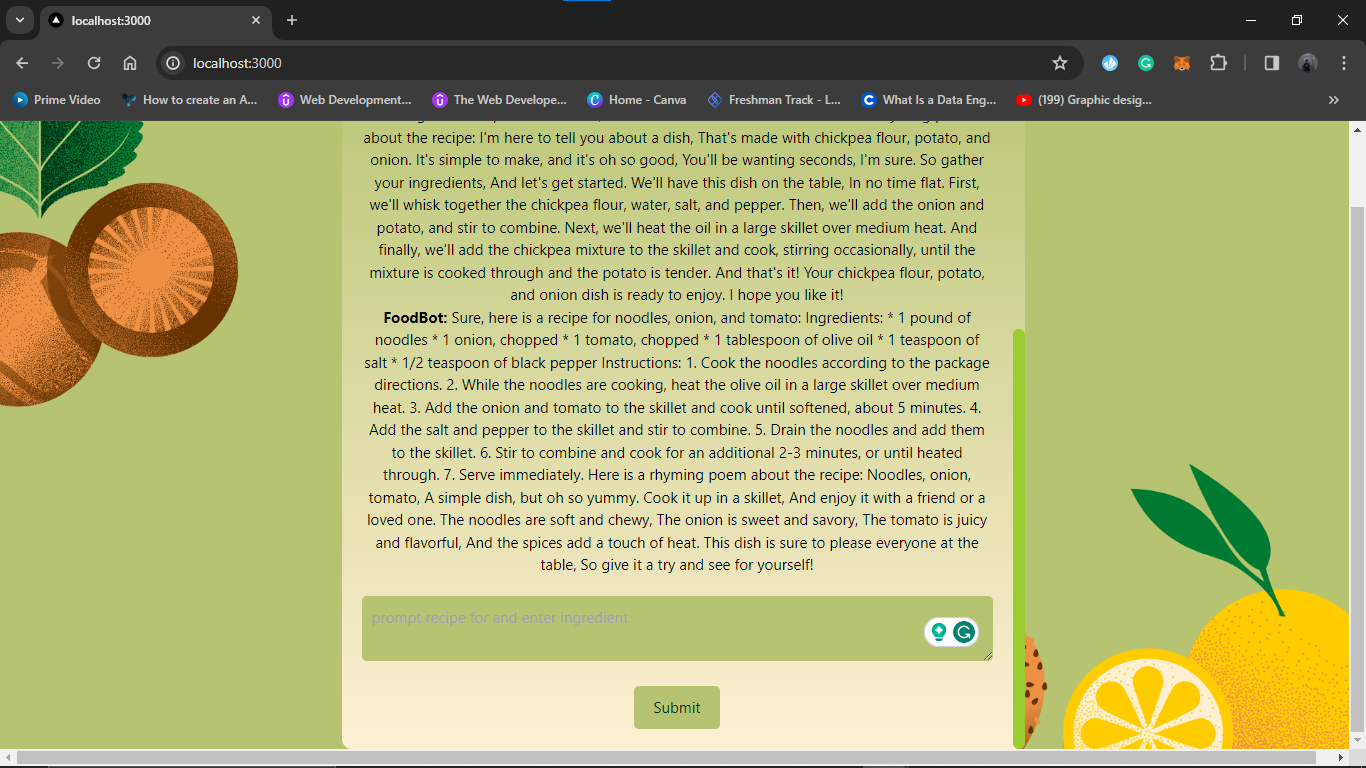 localhost:3000
localhost:3000
Prime Video
How to create an A...
Web Development...
The Web Develope...
Home - Canva
Freshman Track - L...
What Is a Data Eng...
(199) Graphic desig...
about the recipe: I'm here to tell you about a dish, That's made with chickpea flour, potato, and
onion. It's simple to make, and it's oh so good, You'll be wanting seconds, I'm sure. So gather
your ingredients, And let's get started. We'll have this dish on the table, In no time flat. First,
we'll whisk together the chickpea flour, water, salt, and pepper. Then, we'll add the onion and
potato, and stir to combine. Next, we'll heat the oil in a large skillet over medium heat. And
finally, we'll add the chickpea mixture to the skillet and cook, stirring occasionally, until the
mixture is cooked through and the potato is tender. And that's it! Your chickpea flour, potato,
and onion dish is ready to enjoy. I hope you like it!
FoodBot: Sure, here is a recipe for noodles, onion, and tomato: Ingredients: * 1 pound of
noodles * 1 onion, chopped * 1 tomato, chopped * 1 tablespoon of olive oil * 1 teaspoon of
salt * 1/2 teaspoon of black pepper Instructions: 1. Cook the noodles according to the package
directions. 2. While the noodles are cooking, heat the olive oil in a large skillet over medium
heat. 3. Add the onion and tomato to the skillet and cook until softened, about 5 minutes. 4.
Add the salt and pepper to the skillet and stir to combine. 5. Drain the noodles and add them
to the skillet. 6. Stir to combine and cook for an additional 2-3 minutes, or until heated
through. 7. Serve immediately. Here is a rhyming poem about the recipe: Noodles, onion,
tomato, A simple dish, but oh so yummy. Cook it up in a skillet, And enjoy it with a friend or a
loved one. The noodles are soft and chewy, The onion is sweet and savory, The tomato is juicy
and flavorful, And the spices add a touch of heat. This dish is sure to please everyone at the
table, So give it a try and see for yourself!
prompt recipe for and enter ingredient
Submit